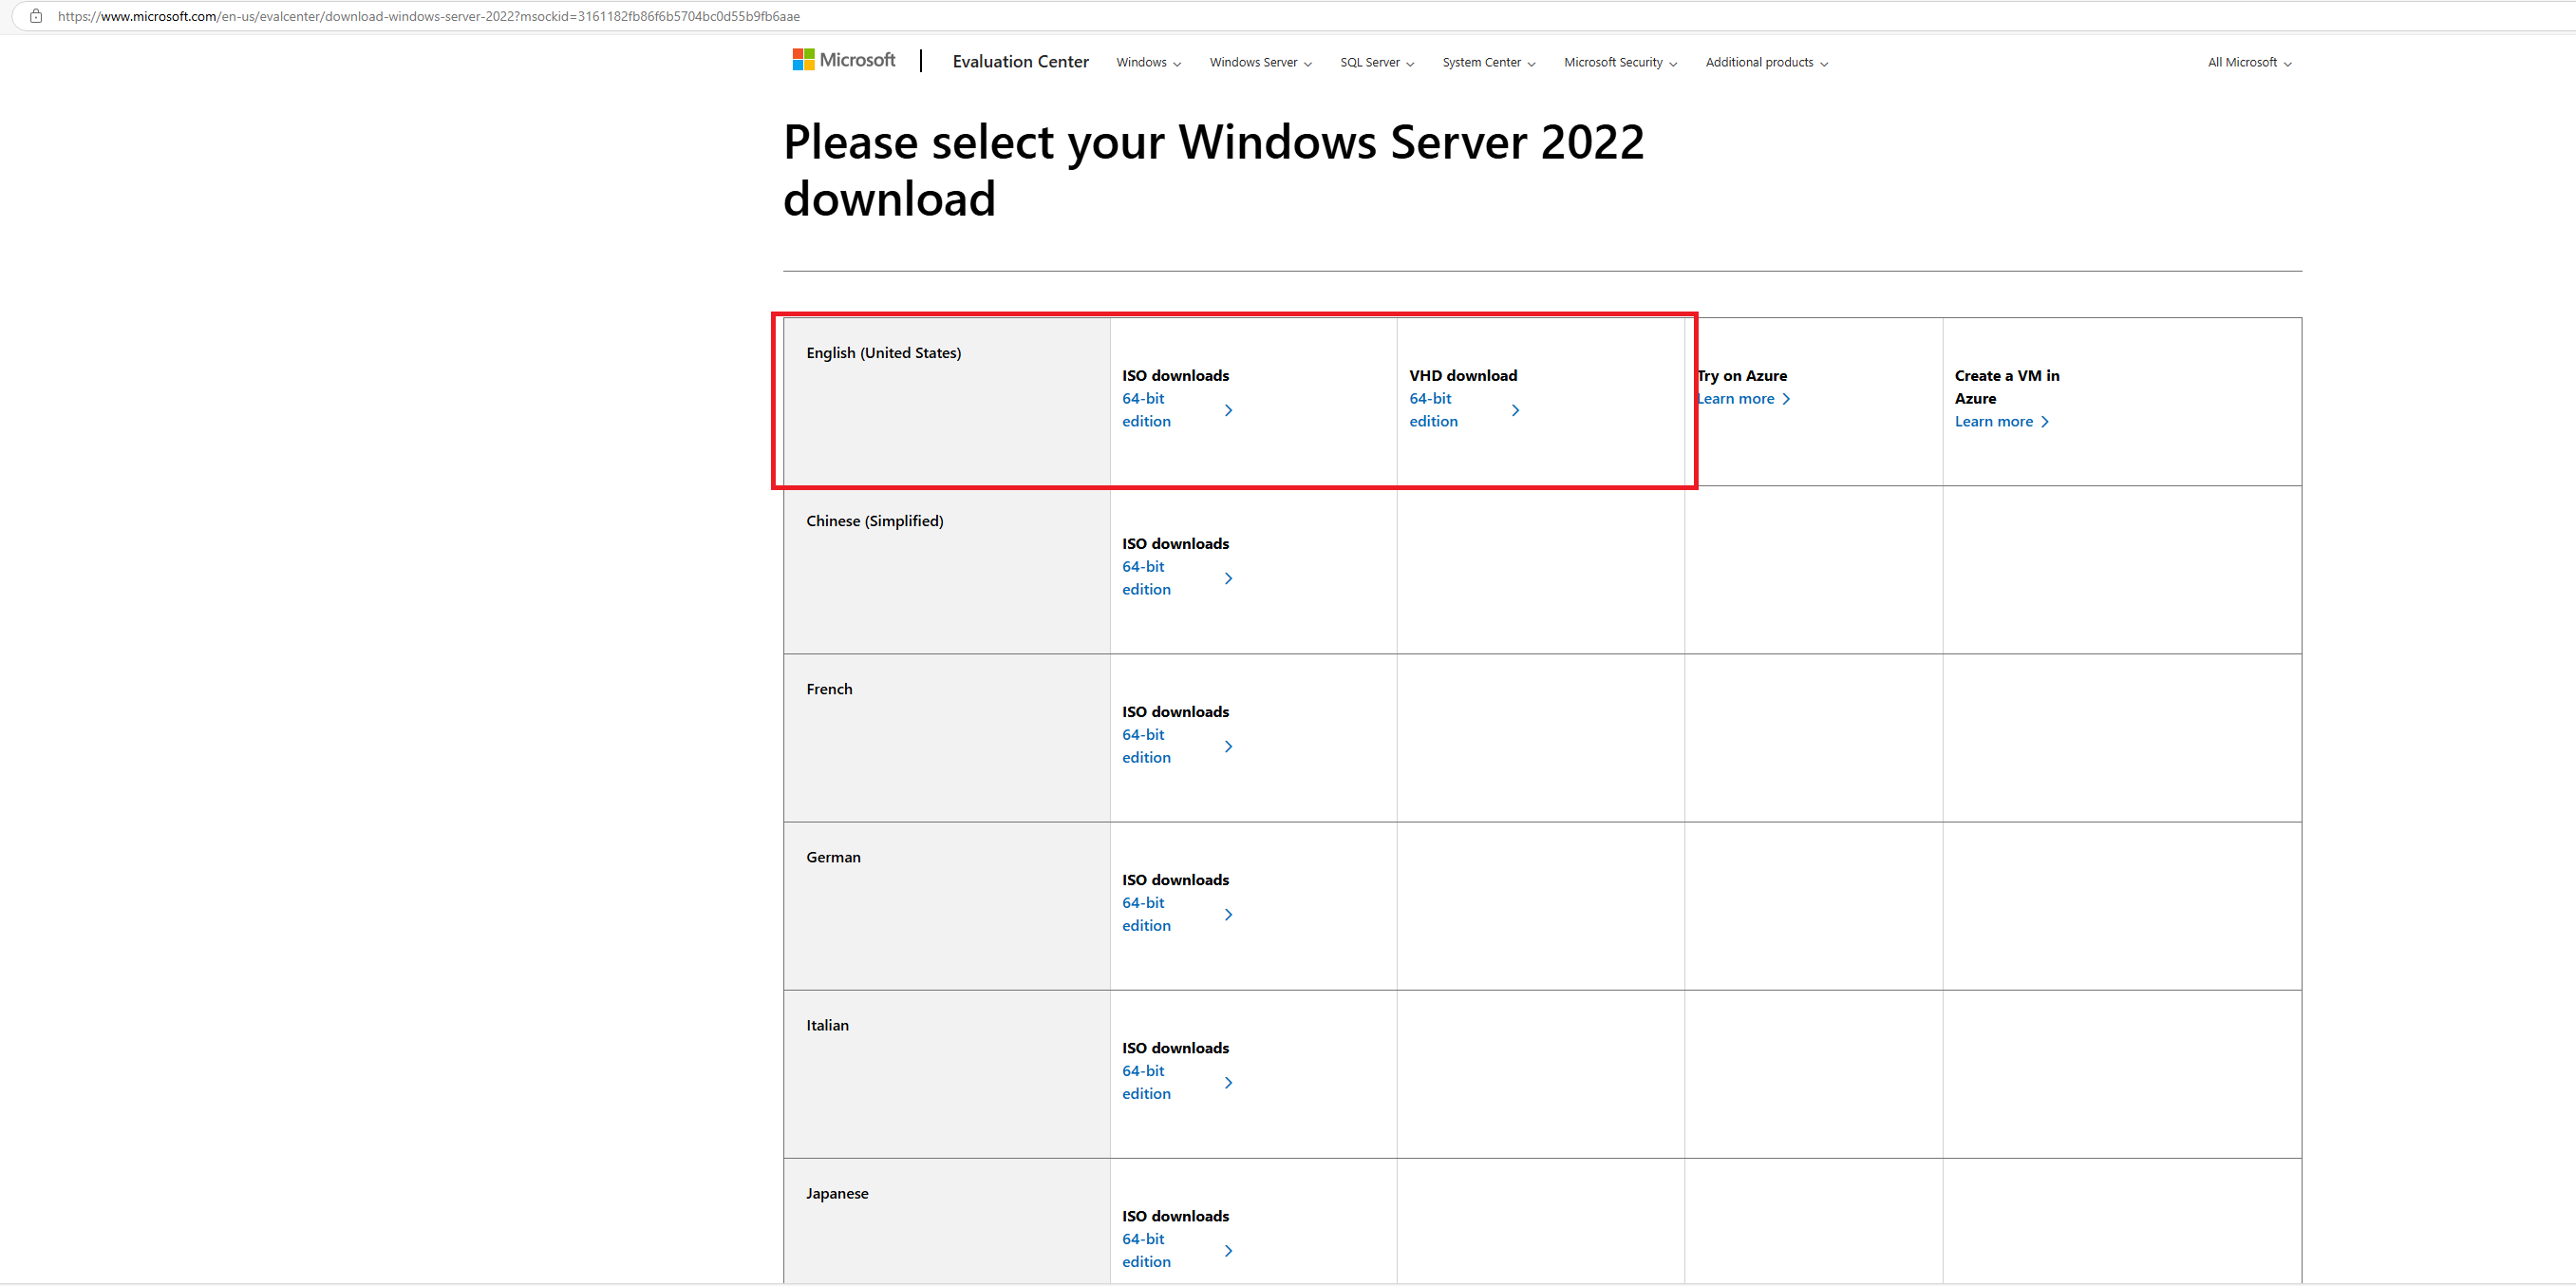 https://www.microsoft.com/en-us/evalcenter/download-windows-server-2022?msockid=3161182fb86f6b5704bc0d55b9fb6aae
Microsoft
Evaluation Center
Windows
Windows Server
SQL Server
System Center
Microsoft Security
Additional products
All Microsoft
Please select your Windows Server 2022
download
English (United States)
ISO downloads
64-bit
edition
VHD download
64-bit
edition
Try on Azure
Learn more
Create a VM in
Azure
Learn more
Chinese (Simplified)
ISO downloads
64-bit
edition
French
ISO downloads
64-bit
edition
German
ISO downloads
64-bit
edition
Italian
ISO downloads
64-bit
edition
Japanese
ISO downloads
64-bit
edition